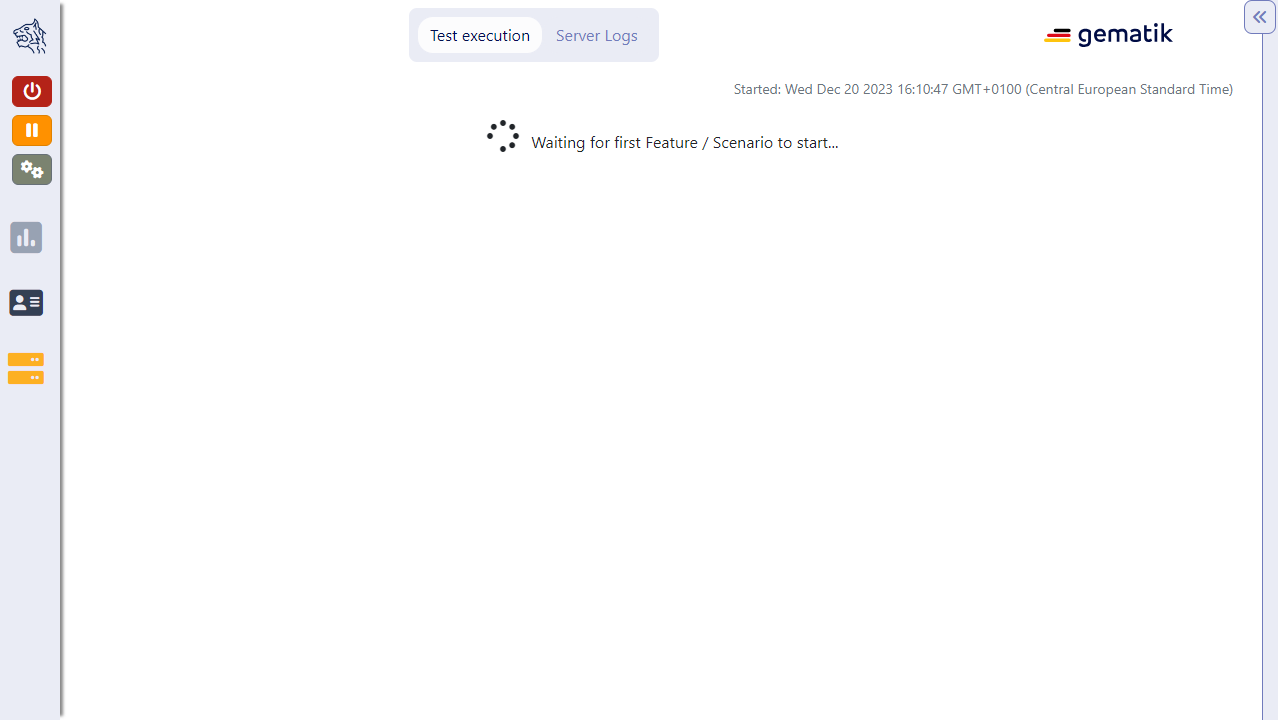 Test execution Server Logs
gematik
Started: Wed Dec 20 2023 16:10:47 GMT+0100 (Central European Standard Time)
Waiting for first Feature / Scenario to start...